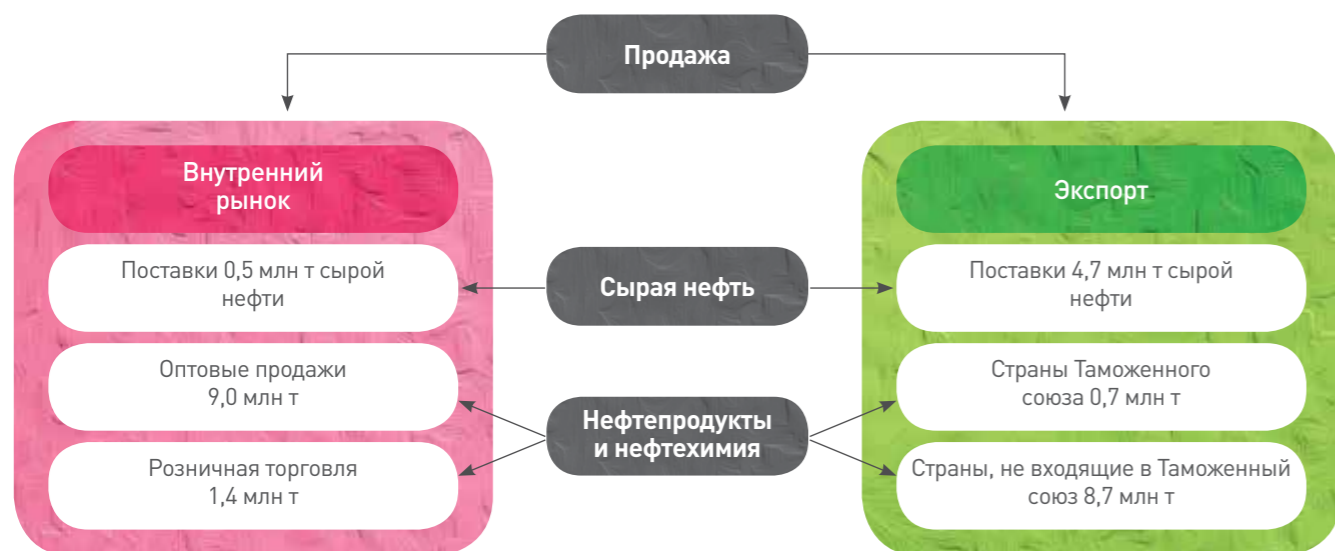 Продажа
Внутренний
рынок
Экспорт
Поставки 0,5 млн т сырой
нефти
Сырая нефть
Поставки 4,7 млн т сырой
нефти
Оптовые продажи
9,0 млн т
Страны Таможенного
союза 0,7 млн т
Нефтепродукты
и нефтехимия
Розничная торговля
1,4 млн т
Страны, не входящие в Таможенный
союз 8,7 млн т